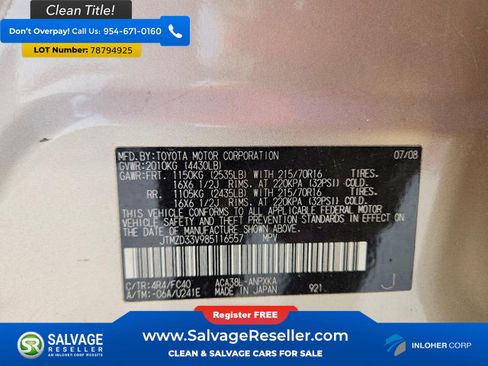 Clean Title!
Don't Overpay! Call Us: 954-671-0160
LOT Number: 78794925
MFD. BY: TOYOTA MOTOR CORPORATION 07/08
GVWR: 2010KG (4430LB)
GAWR: FRT. 1150KG (2535LB) WITH 215/70R16 TIRES.
16X6 1/2J RIMS. AT 220KPA (32PSI) COLD.
RR. 1105KG (2435LB) WITH 215/70R16 TIRES.
16X6 1/2J RIMS. AT 220KPA (32PSI) COLD.
THIS VEHICLE CONFORMS TO ALL APPLICABLE FEDERAL MOTOR
VEHICLE SAFETY AND THEFT PREVENTION STANDARDS IN
EFFECT ON THE DATE OF MANUFACTURE SHOWN ABOVE.
JTMZD33V985116557 MPV
C/TR: 4R4/FC40 ACA38L-ANPXKA
A/TM: -06A/U241E MADE IN JAPAN 921
J
Register FREE
SALVAGE
RESELLER
AN INLOHER CORP WEBSITE
www.SalvageReseller.com
CLEAN & SALVAGE CARS FOR SALE
INLOHER CORP